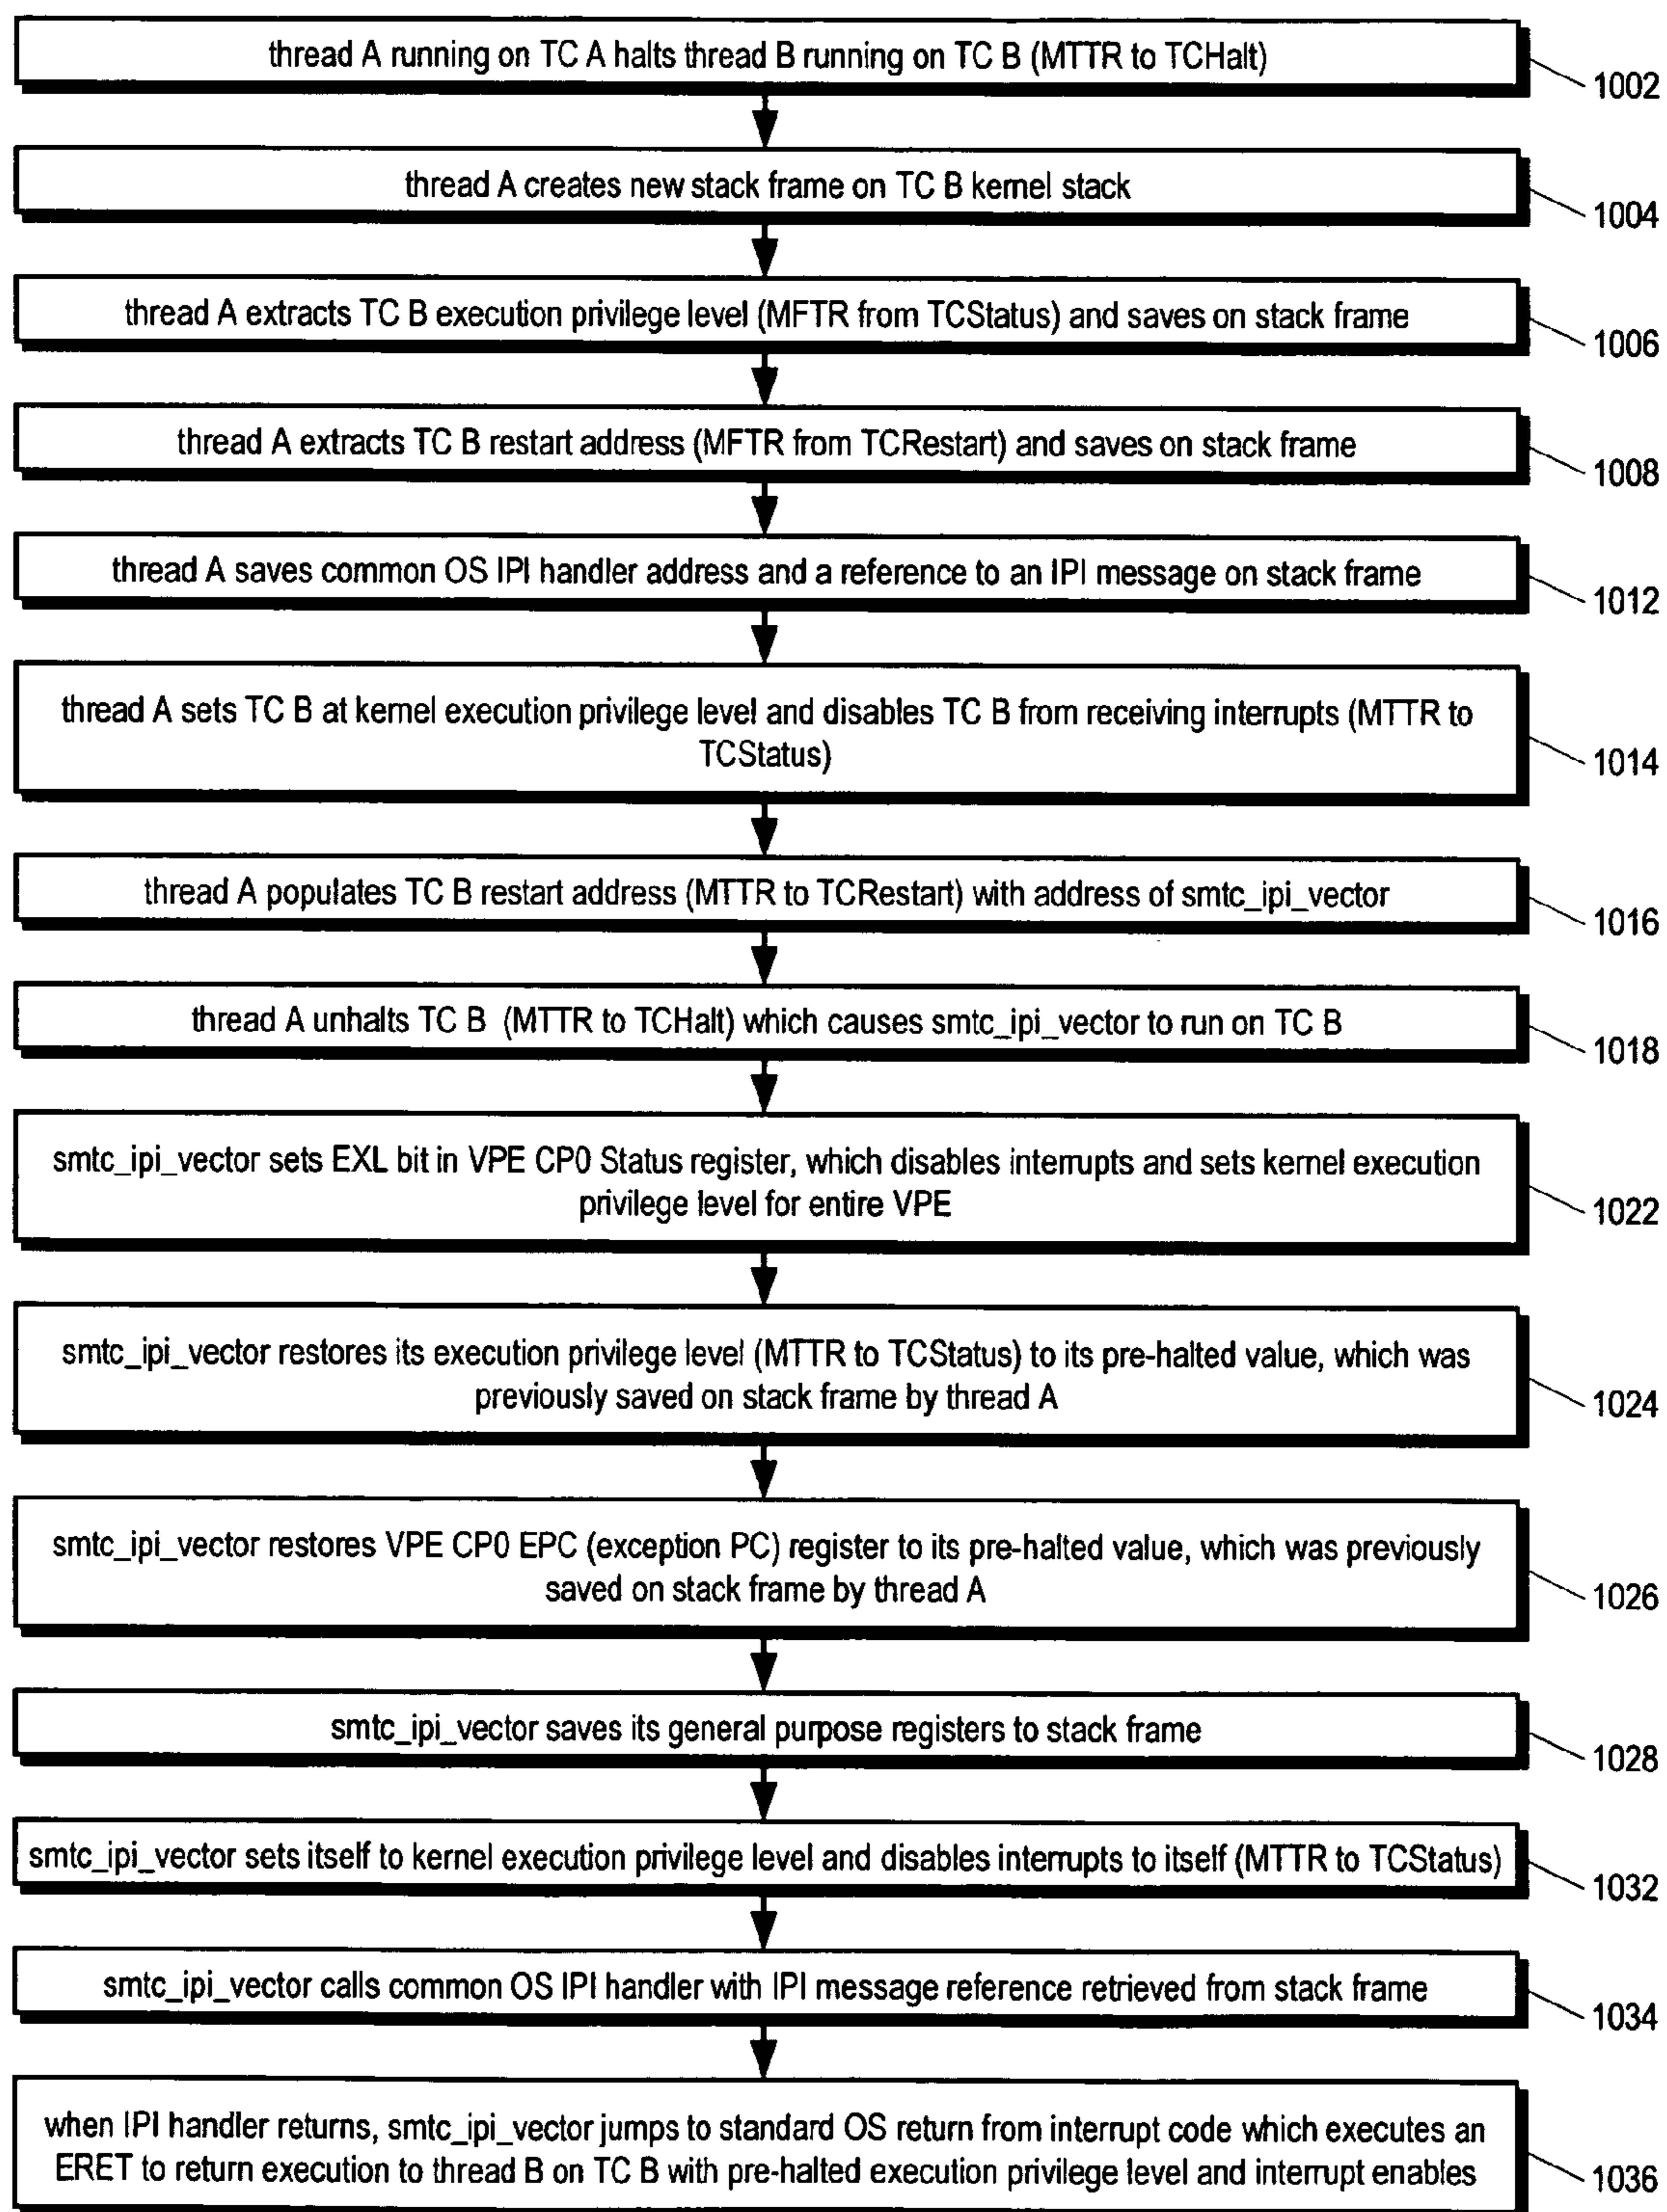 thread A running on TC A halts thread B running on TC B (MTTR to TCHalt)
1002
thread A creates new stack frame on TC B kernel stack
1004
thread A extracts TC B execution privilege level (MFTR from TCStatus) and saves on stack frame
1006
thread A extracts TC B restart address (MFTR from TCRestart) and saves on stack frame
1008
thread A saves common OS IPI handler address and a reference to an IPI message on stack frame
1012
thread A sets TC B at kernel execution privilege level and disables TC B from receiving interrupts (MTTR to
TCStatus)
1014
thread A populates TC B restart address (MTTR to TCRestart) with address of smtc_ipi_vector
1016
thread A unhalts TC B (MTTR to TCHalt) which causes smtc_ipi_vector to run on TC B
1018
smtc_ipi_vector sets EXL bit in VPE CP0 Status register, which disables interrupts and sets kernel execution
privilege level for entire VPE
1022
smtc_ipi_vector restores its execution privilege level (MTTR to TCStatus) to its pre-halted value, which was
previously saved on stack frame by thread A
1024
smtc_ipi_vector restores VPE CP0 EPC (exception PC) register to its pre-halted value, which was previously
saved on stack frame by thread A
1026
smtc_ipi_vector saves its general purpose registers to stack frame
1028
smtc_ipi_vector sets itself to kernel execution privilege level and disables interrupts to itself (MTTR to TCStatus)
1032
smtc_ipi_vector calls common OS IPI handler with IPI message reference retrieved from stack frame
1034
when IPI handler returns, smtc_ipi_vector jumps to standard OS return from interrupt code which executes an
ERET to return execution to thread B on TC B with pre-halted execution privilege level and interrupt enables
1036